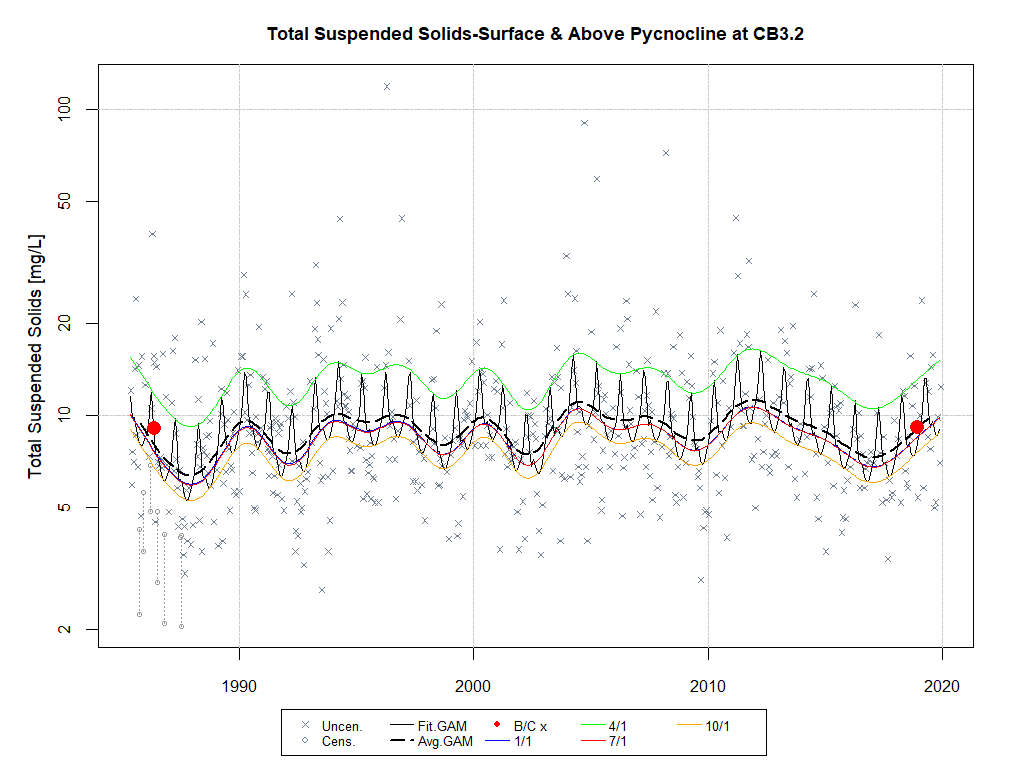 Total Suspended Solids-Surface & Above Pycnocline at CB3.2
Total Suspended Solids [mg/L]
100
50
20
10
5
2
1990 2000 2010 2020
Uncen. Fit.GAM B/C x 4/1 10/1
Cens. Avg.GAM 1/1 7/1